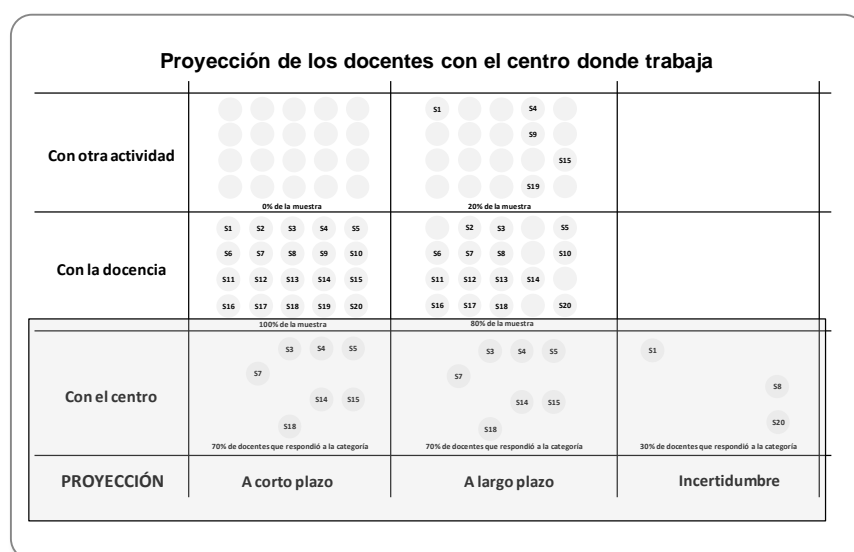 Proyección de los docentes con el centro donde trabaja
Con otra actividad
0% de la muestra
S1 S4
S9
S15
S19
20% de la muestra
Con la docencia
S1 S2 S3 S4 S5
S6 S7 S8 S9 S10
S11 S12 S13 S14 S15
S16 S17 S18 S19 S20
100% de la muestra
S2 S3 S5
S6 S7 S8 S10
S11 S12 S13 S14
S16 S17 S18 S20
80% de la muestra
Con el centro
S3 S4 S5
S7
S14 S15
S18
70% de docentes que respondió a la categoría
S3 S4 S5
S7
S14 S15
S18
70% de docentes que respondió a la categoría
S1
S8
S20
30% de docentes que respondió a la categoría
PROYECCIÓN A corto plazo A largo plazo Incertidumbre